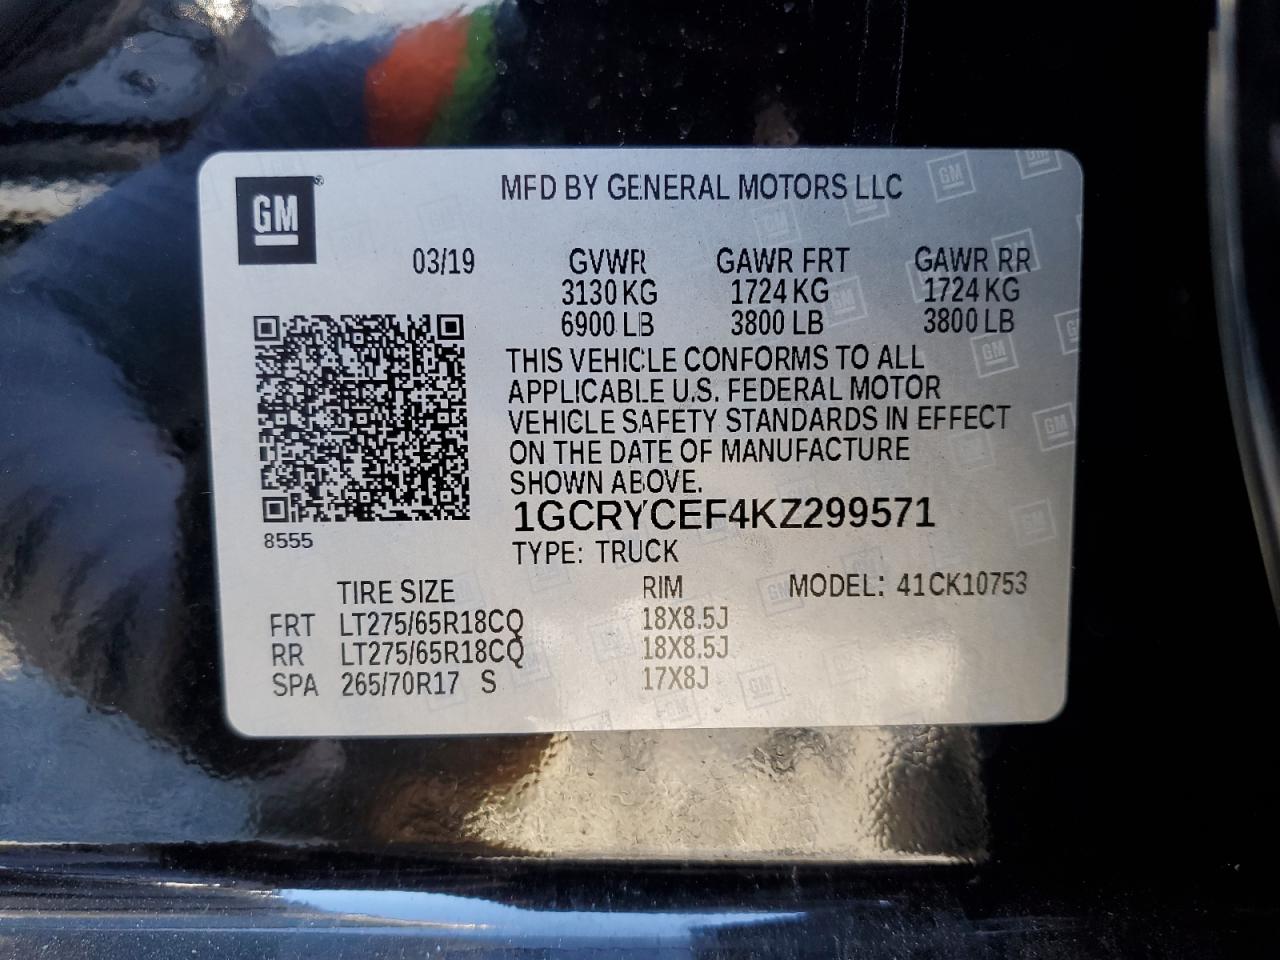 GM
MFD BY GENERAL MOTORS LLC
03/19 GVWR GAWR FRT GAWR RR
3130 KG 1724 KG 1724 KG
6900 LB 3800 LB 3800 LB
THIS VEHICLE CONFORMS TO ALL
APPLICABLE U.S. FEDERAL MOTOR
VEHICLE SAFETY STANDARDS IN EFFECT
ON THE DATE OF MANUFACTURE
SHOWN ABOVE.
1GCRYCEF4KZ299571
8555
TYPE: TRUCK
TIRE SIZE RIM MODEL: 41CK10753
FRT LT275/65R18CQ 18X8.5J
RR LT275/65R18CQ 18X8.5J
SPA 265/70R17 S 17X8J